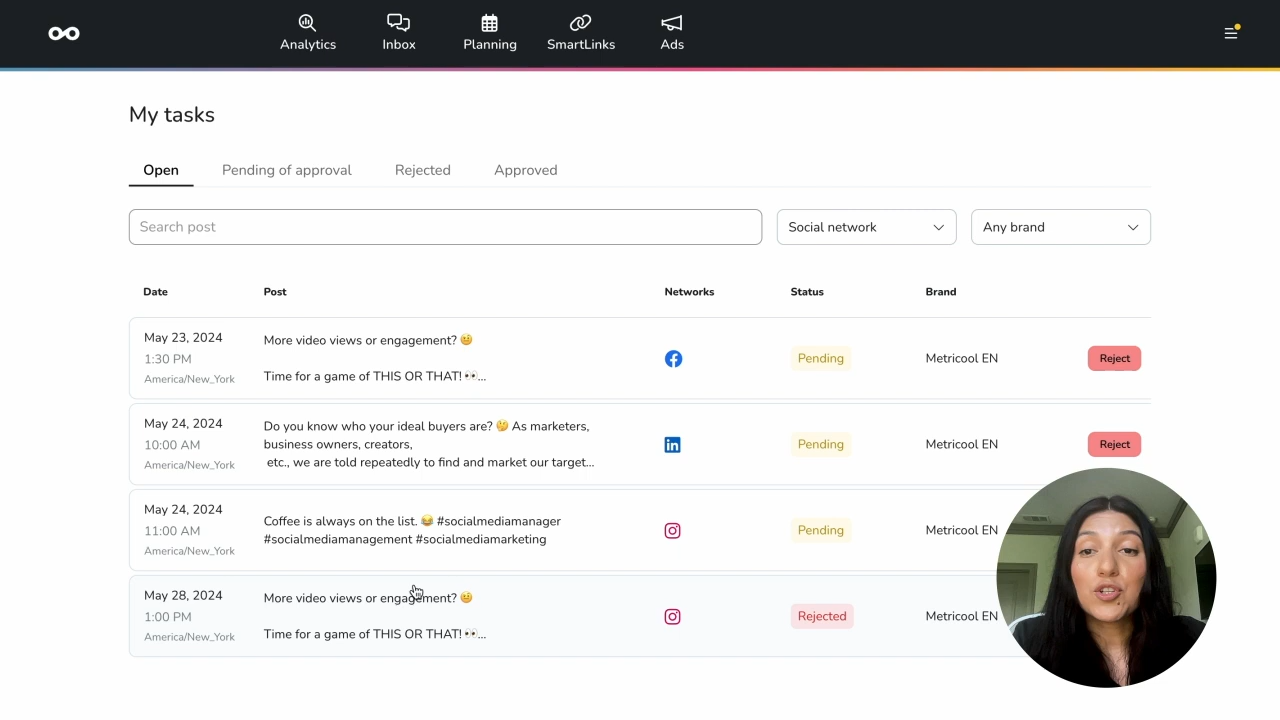 Analytics
Inbox
Planning
SmartLinks
Ads
My tasks
Open
Pending of approval
Rejected
Approved
Search post
Social network
Any brand
Date
Post
Networks
Status
Brand
May 23, 2024
1:30 PM
America/New_York
More video views or engagement? 🤨
Time for a game of THIS OR THAT! 👀...
Pending
Metricool EN
Reject
May 24, 2024
10:00 AM
America/New_York
Do you know who your ideal buyers are? 🤔 As marketers,
business owners, creators,
etc., we are told repeatedly to find and market our target...
in
Pending
Metricool EN
Reject
May 24, 2024
11:00 AM
America/New_York
Coffee is always on the list. 😂 #socialmediamanager
#socialmediamanagement #socialmediamarketing
Pending
Metricool EN
May 28, 2024
1:00 PM
America/New_York
More video views or engagement? 🤨
Time for a game of THIS OR THAT! 👀...
Rejected
Metricool EN